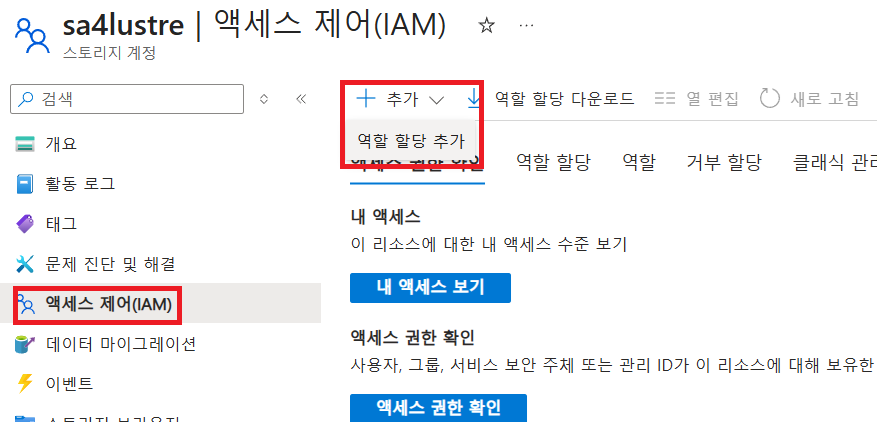 sa4lustre | 액세스 제어(IAM)
스토리지 계정
검색
추가
역할 할당 다운로드
열 편집
새로 고침
역할 할당 추가
개요
활동 로그
태그
문제 진단 및 해결
액세스 제어(IAM)
데이터 마이그레이션
이벤트
역할 할당
역할
거부 할당
클래식 관리
내 액세스
이 리소스에 대한 내 액세스 수준 보기
내 액세스 보기
액세스 권한 확인
사용자, 그룹, 서비스 보안 주체 또는 관리 ID가 이 리소스에 대해 보유한
액세스 권한 확인